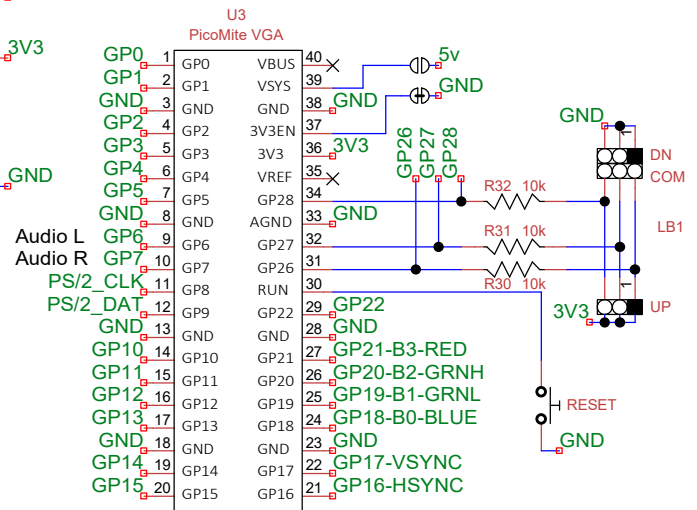 U3
PicoMite VGA
3V3
GND
GP0 1 GP0 VBUS 40
5v
GP1 2 GP1 VSYS 39
GND 3 GND GND 38 GND
GND
GP2 4 GP2 3V3EN 37
GND
GP3 5 GP3 3V3 36 3V3
GP26 GP27 GP28
1 DN
GP4 6 GP4 VREF 35
COM
GP5 7 GP5 GP28 34
R32 10k
GND 8 GND AGND 33 GND
LB1
Audio L GP6 9 GP6 GP27 32
R31 10k
Audio R GP7 10 GP7 GP26 31
R30 10k
PS/2_CLK 11 GP8 RUN 30
1 UP
PS/2_DAT 12 GP9 GP22 29 GP22
3V3
GND 13 GND GND 28 GND
GP10 14 GP10 GP21 27 GP21-B3-RED
GP11 15 GP11 GP20 26 GP20-B2-GRNH
GP12 16 GP12 GP19 25 GP19-B1-GRNL
RESET
GP13 17 GP13 GP18 24 GP18-B0-BLUE
GND 18 GND GND 23 GND
GND
GP14 19 GP14 GP17 22 GP17-VSYNC
GP15 20 GP15 GP16 21 GP16-HSYNC